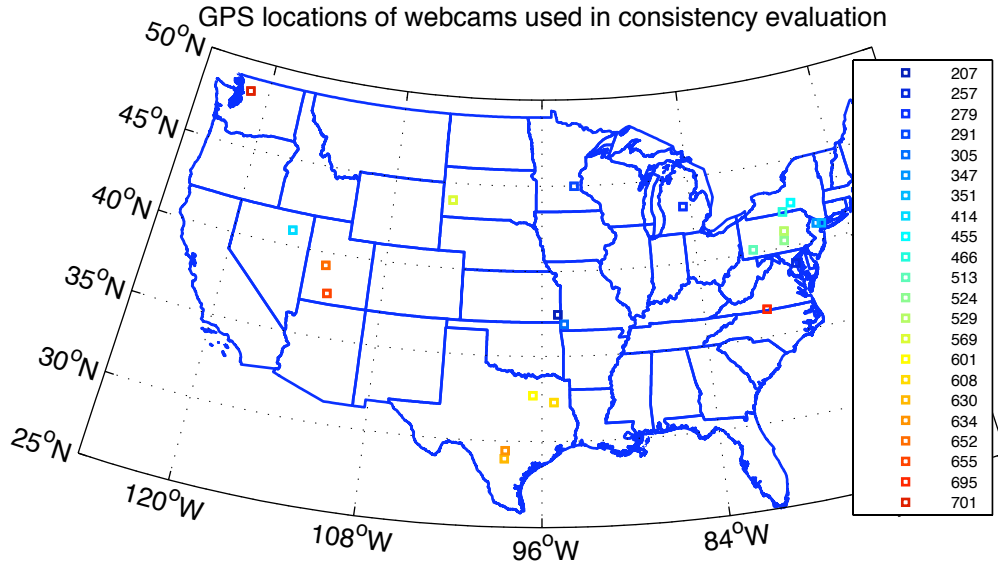 GPS locations of webcams used in consistency evaluation
50°N
45°N
40°N
35°N
30°N
25°N
120°W
108°W
96°W
84°W
207
257
279
291
305
347
351
414
455
466
513
524
529
569
601
608
630
634
652
655
695
701